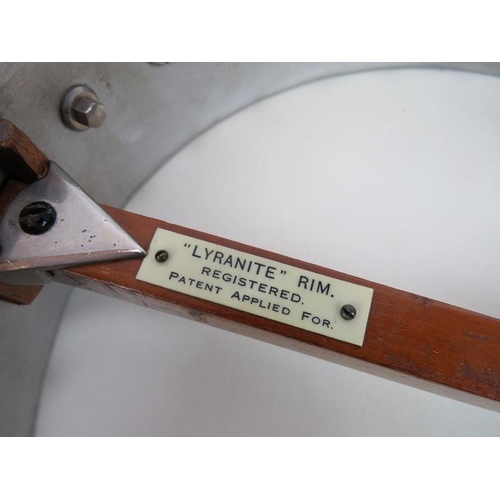 "LYRANITE" RIM.
REGISTERED.
PATENT APPLIED FOR.